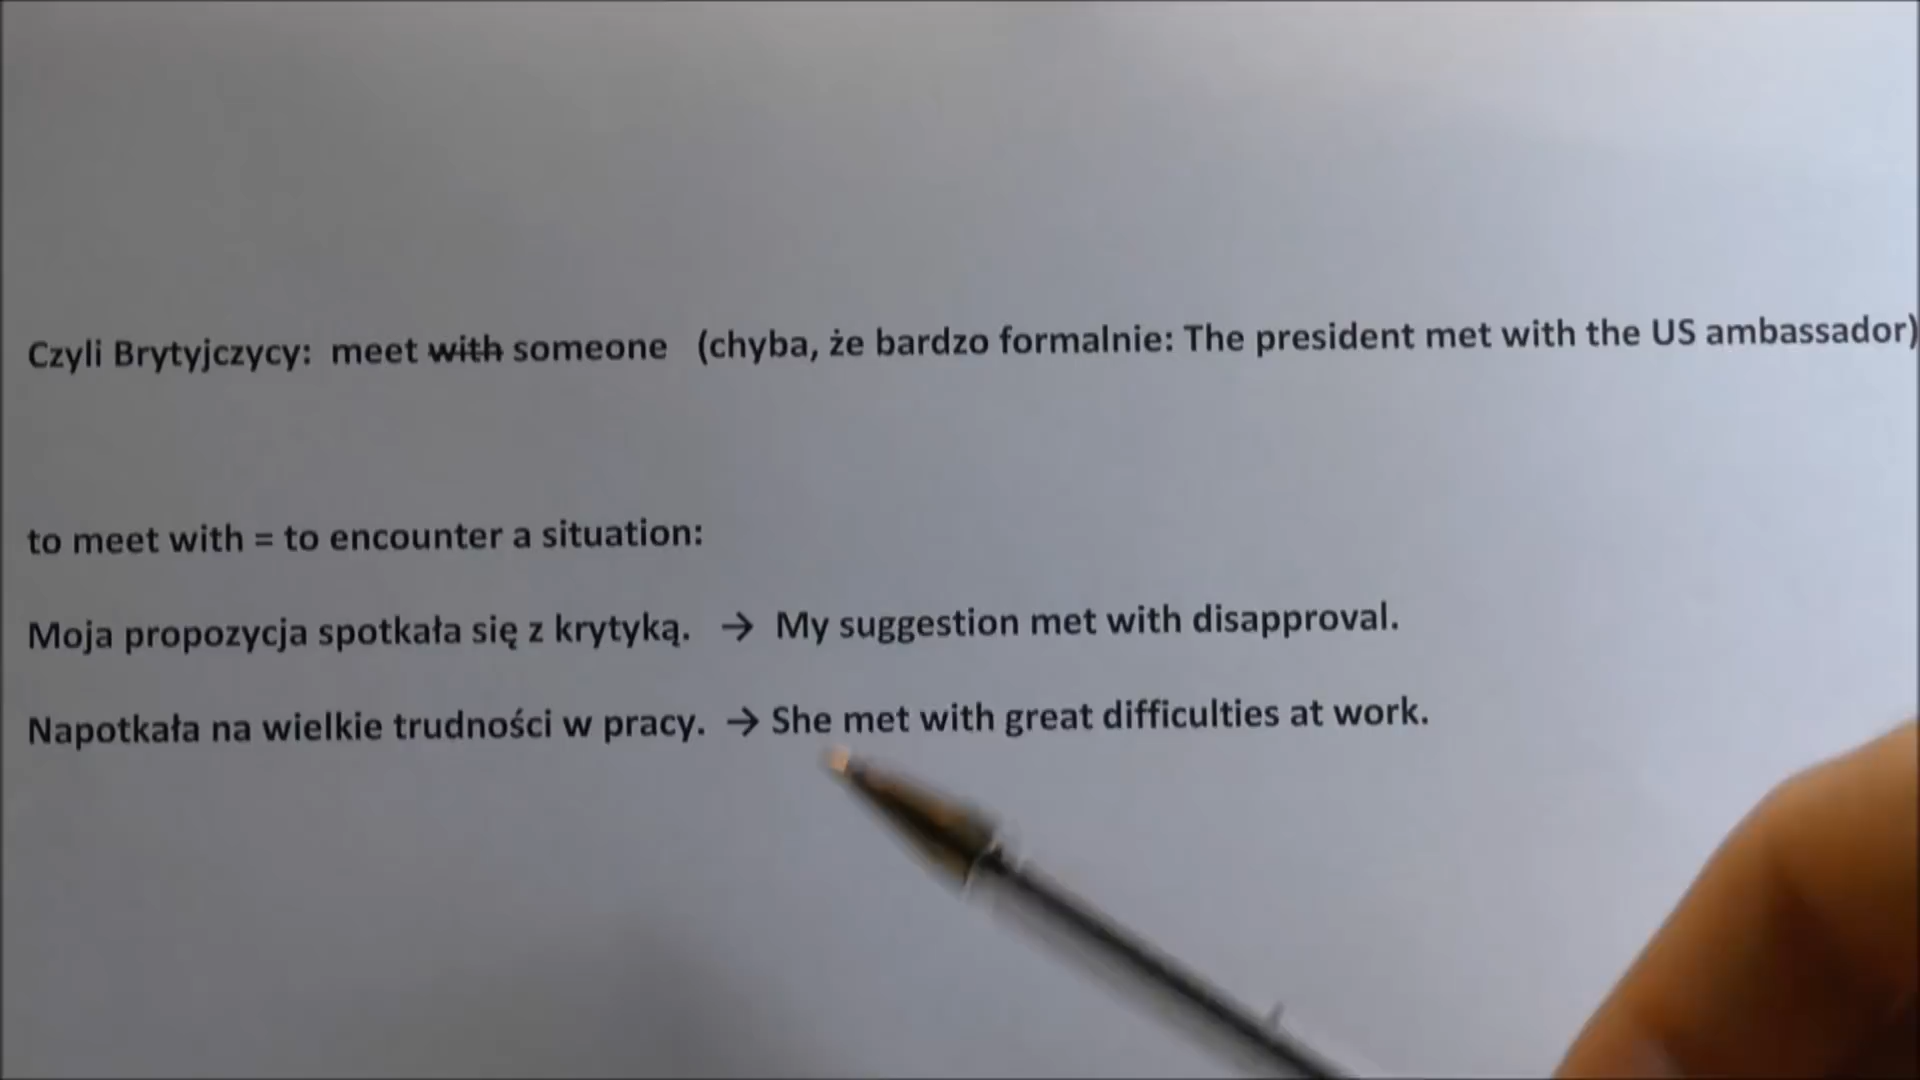 Czyli Brytyjczycy: meet with someone (chyba, że bardzo formalnie: The president met with the US ambassador)
to meet with = to encounter a situation:
Moja propozycja spotkała się z krytyką. → My suggestion met with disapproval.
Napotkała na wielkie trudności w pracy. → She met with great difficulties at work.